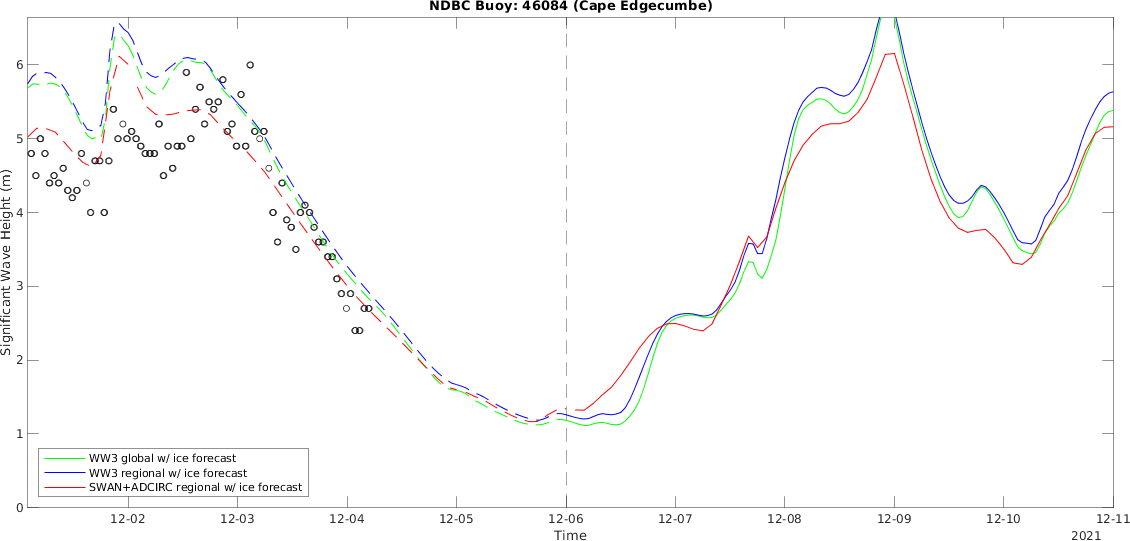 NDBC Buoy: 46084 (Cape Edgecumbe)
Significant Wave Height (m)
6
5
4
3
2
1
0
WW3 global w/ ice forecast
WW3 regional w/ ice forecast
SWAN+ADCIRC regional w/ ice forecast
12-02 12-03 12-04 12-05 12-06 12-07 12-08 12-09 12-10 12-11
Time
2021